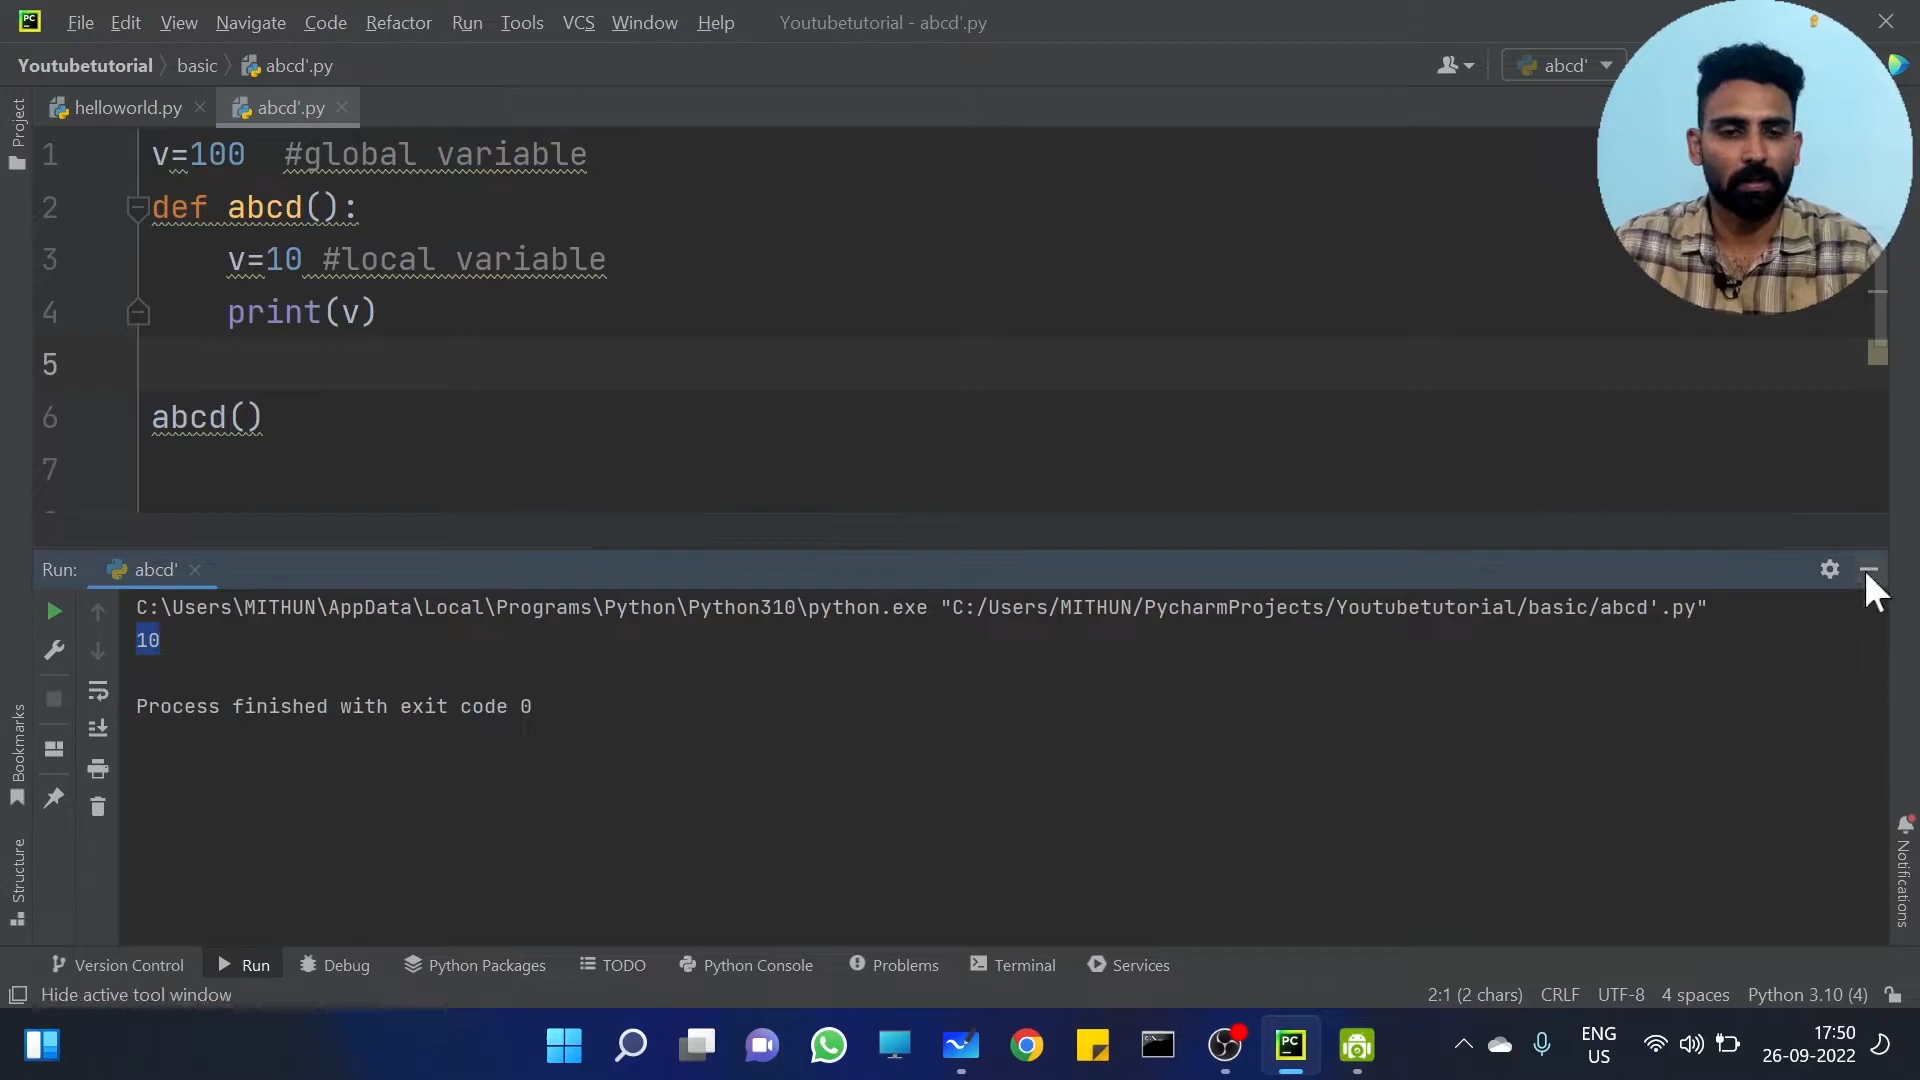 File Edit View Navigate Code Refactor Run Tools VCS Window Help Youtubetutorial - abcd'.py
Youtubetutorial basic abcd'.py abcd'
helloworld.py abcd'.py
Project
1 v=100 #global variable
2 def abcd():
3 v=10 #local variable
4 print(v)
5
6 abcd()
7
Run: abcd'
C:\Users\MITHUN\AppData\Local\Programs\Python\Python310\python.exe "C:/Users/MITHUN/PycharmProjects/Youtubetutorial/basic/abcd'.py"
10
Process finished with exit code 0
Bookmarks
Structure
Notifications
Version Control Run Debug Python Packages TODO Python Console Problems Terminal Services
Hide active tool window 2:1 (2 chars) CRLF UTF-8 4 spaces Python 3.10 (4)
PC
ENG
US
17:50
26-09-2022